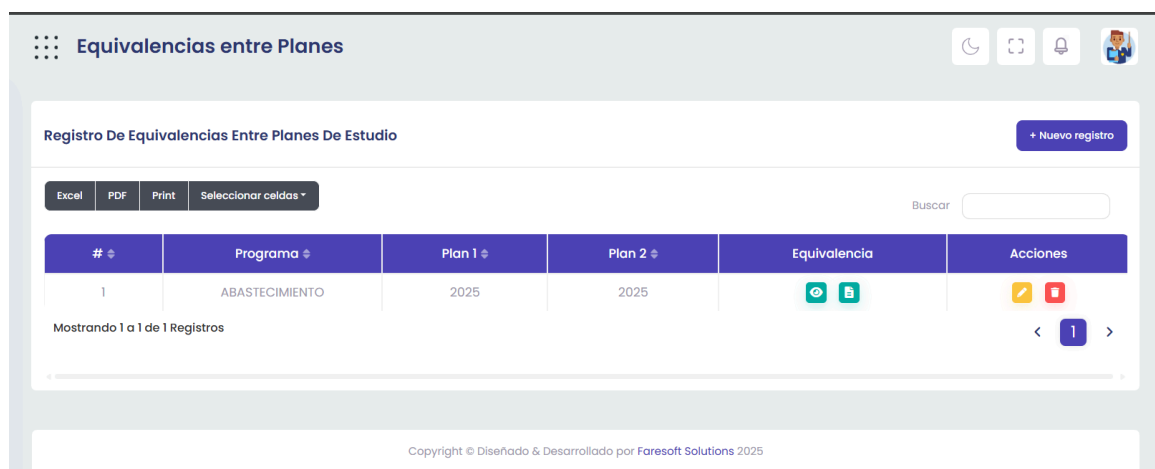 Equivalencias entre Planes
Registro De Equivalencias Entre Planes De Estudio
+ Nuevo registro
Excel PDF Print Seleccionar celdas
Buscar
# Programa Plan 1 Plan 2 Equivalencia Acciones
1 ABASTECIMIENTO 2025 2025
Mostrando 1 a 1 de 1 Registros
1
Copyright © Diseñado & Desarrollado por Faresoft Solutions 2025